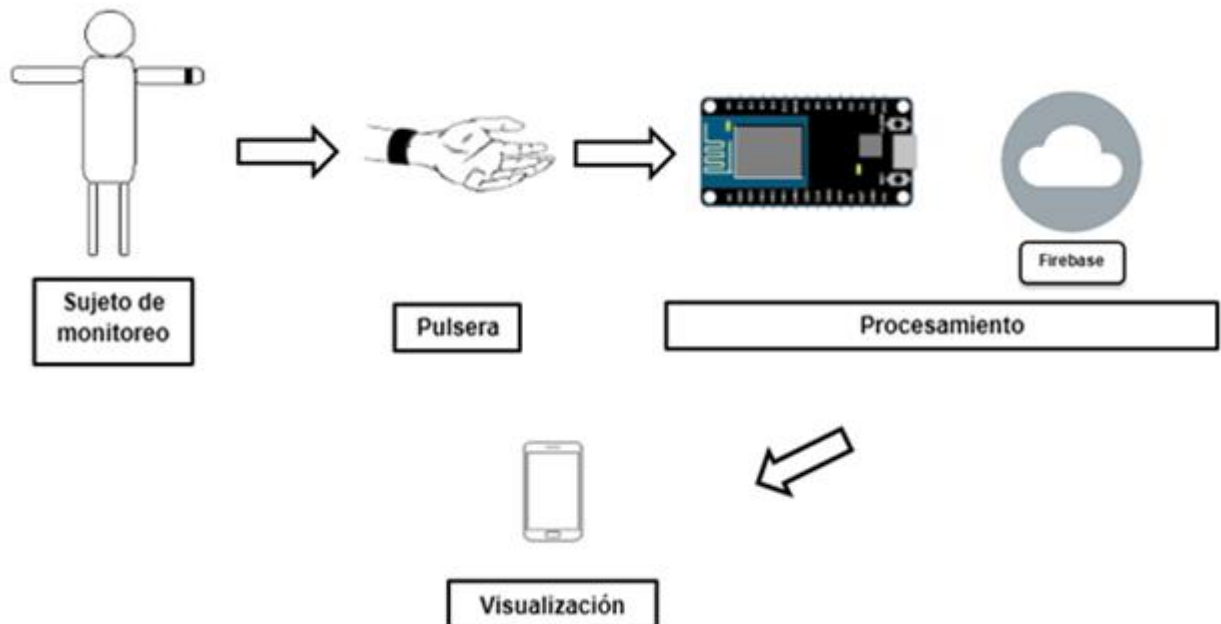 Firebase
Sujeto de
monitoreo
Pulsera
Procesamiento
Visualización